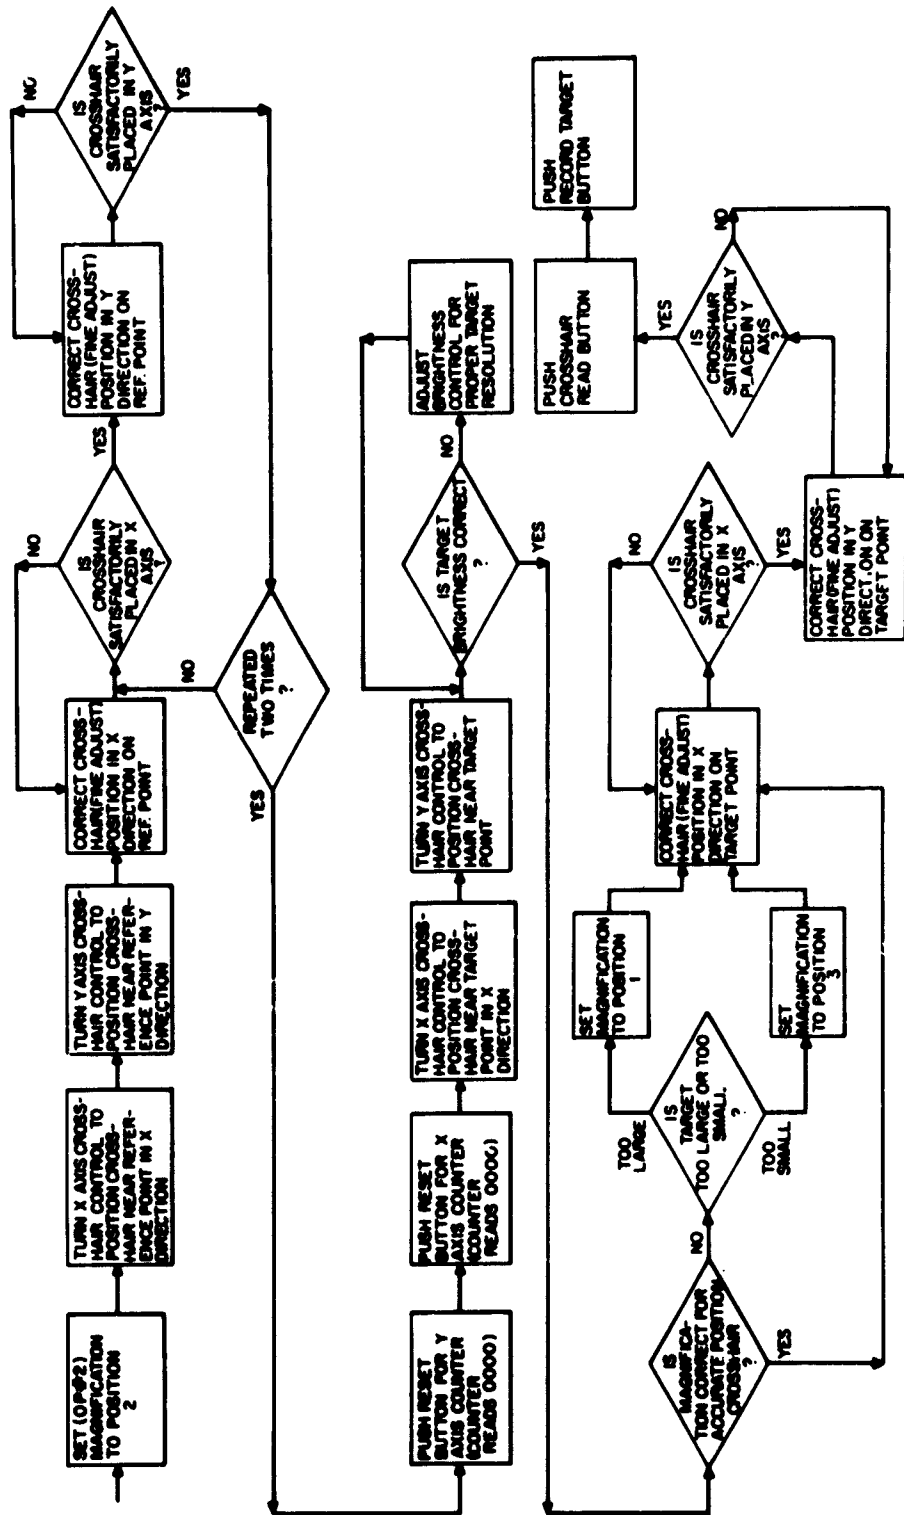 SET (OP@2)
MAGNIFICATION
TO POSITION
2
TURN X AXIS CROSS-
HAIR CONTROL TO
POSITION CROSS-
HAIR NEAR REFER-
ENCE POINT IN X
DIRECTION
TURN Y AXIS CROSS-
HAIR CONTROL TO
POSITION CROSS-
HAIR NEAR REFER-
ENCE POINT IN Y
DIRECTION
CORRECT CROSS-
HAIR(FINE ADJUST)
POSITION IN X
DIRECTION ON
REF. POINT
IS
CROSSHAIR
SATISFACTORILY
PLACED IN X
AXIS
?
NO
YES
CORRECT CROSS-
HAIR (FINE ADJUST)
POSITION IN Y
DIRECTION ON
REF. POINT
IS
CROSSHAIR
SATISFACTORILY
PLACED IN Y
AXIS
?
NO
YES
REPEATED
TWO TIMES
?
NO
YES
PUSH RESET
BUTTON FOR Y
AXIS COUNTER
(COUNTER
READS 0000)
PUSH RESET
BUTTON FOR X
AXIS COUNTER
(COUNTER
READS 0000)
TURN X AXIS CROSS-
HAIR CONTROL TO
POSITION CROSS-
HAIR NEAR TARGET
POINT IN X
DIRECTION
TURN Y AXIS CROSS-
HAIR CONTROL TO
POSITION CROSS-
HAIR NEAR TARGET
POINT
IS TARGET
BRIGHTNESS CORRECT
?
NO
YES
ADJUST
BRIGHTNESS
CONTROL FOR
PROPER TARGET
RESOLUTION
IS
MAGNIFICA-
TION CORRECT FOR
ACCURATE POSITION
CROSSHAIR
?
NO
YES
IS
TARGET
TOO LARGE OR TOO
SMALL
?
TOO
LARGE
TOO
SMALL
SET
MAGNIFICATION
TO POSITION
1
SET
MAGNIFICATION
TO POSITION
3
CORRECT CROSS-
HAIR (FINE ADJUST)
POSITION IN X
DIRECTION ON
TARGET POINT
IS
CROSSHAIR
SATISFACTORILY
PLACED IN X
AXIS
?
NO
YES
CORRECT CROSS-
HAIR (FINE ADJUST)
POSITION IN Y
DIRECT.ON ON
TARGET POINT
IS
CROSSHAIR
SATISFACTORILY
PLACED IN Y
AXIS
?
NO
YES
PUSH
CROSSHAIR
READ BUTTON
PUSH
RECORD TARGET
BUTTON